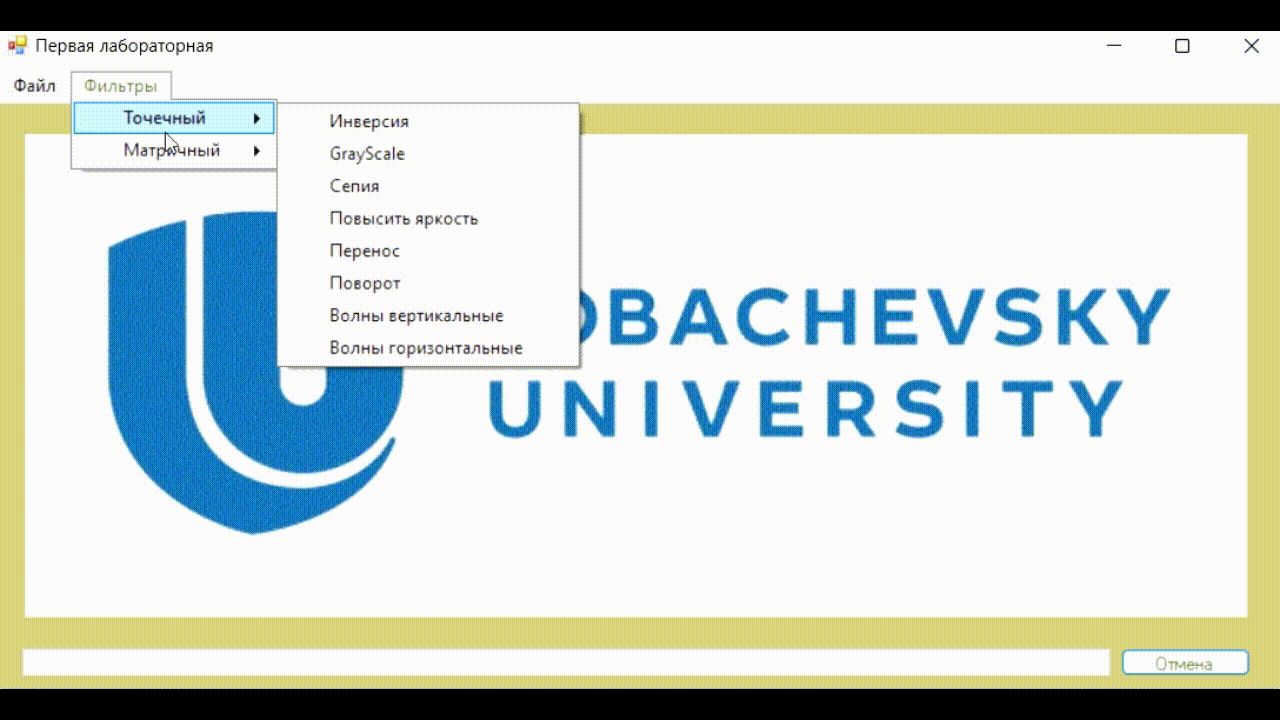 Первая лабораторная
Файл Фильтры
Точечный
Матричный
Инверсия
GrayScale
Сепия
Повысить яркость
Перенос
Поворот
Волны вертикальные
Волны горизонтальные
OBACHEVSKY
UNIVERSITY
Отмена